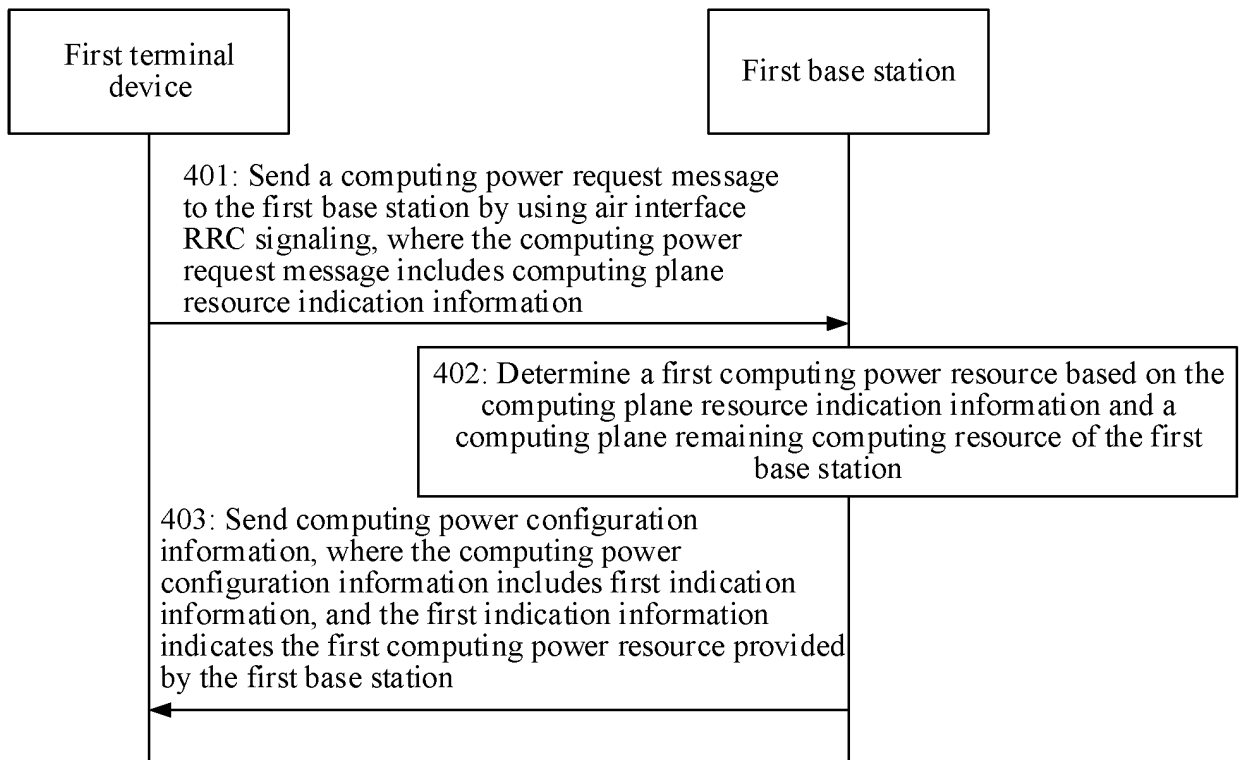 First terminal
device
First base station
401: Send a computing power request message
to the first base station by using air interface
RRC signaling, where the computing power
request message includes computing plane
resource indication information
402: Determine a first computing power resource based on the
computing plane resource indication information and a
computing plane remaining computing resource of the first
base station
403: Send computing power configuration
information, where the computing power
configuration information includes first indication
information, and the first indication information
indicates the first computing power resource provided
by the first base station